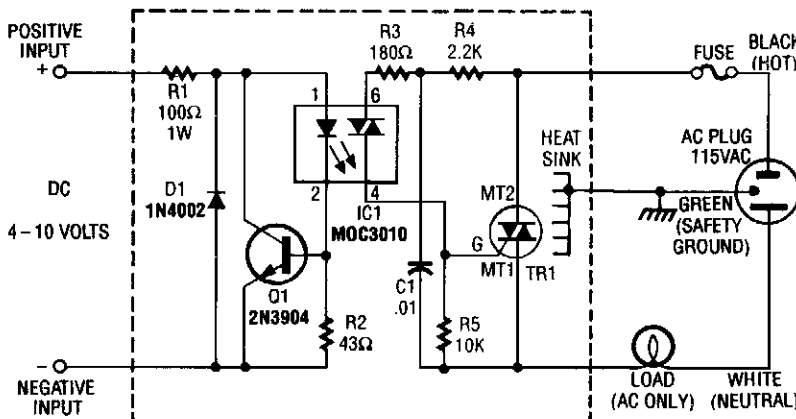 POSITIVE
INPUT
+
R1
100Ω
1W
D1
1N4002
DC
4–10 VOLTS
–
NEGATIVE
INPUT
Q1
2N3904
R2
43Ω
1
2
6
4
IC1
MOC3010
R3
180Ω
R4
2.2K
C1
.01
R5
10K
G
MT2
MT1
TR1
HEAT
SINK
FUSE
BLACK
(HOT)
AC PLUG
115VAC
GREEN
(SAFETY
GROUND)
LOAD
(AC ONLY)
WHITE
(NEUTRAL)